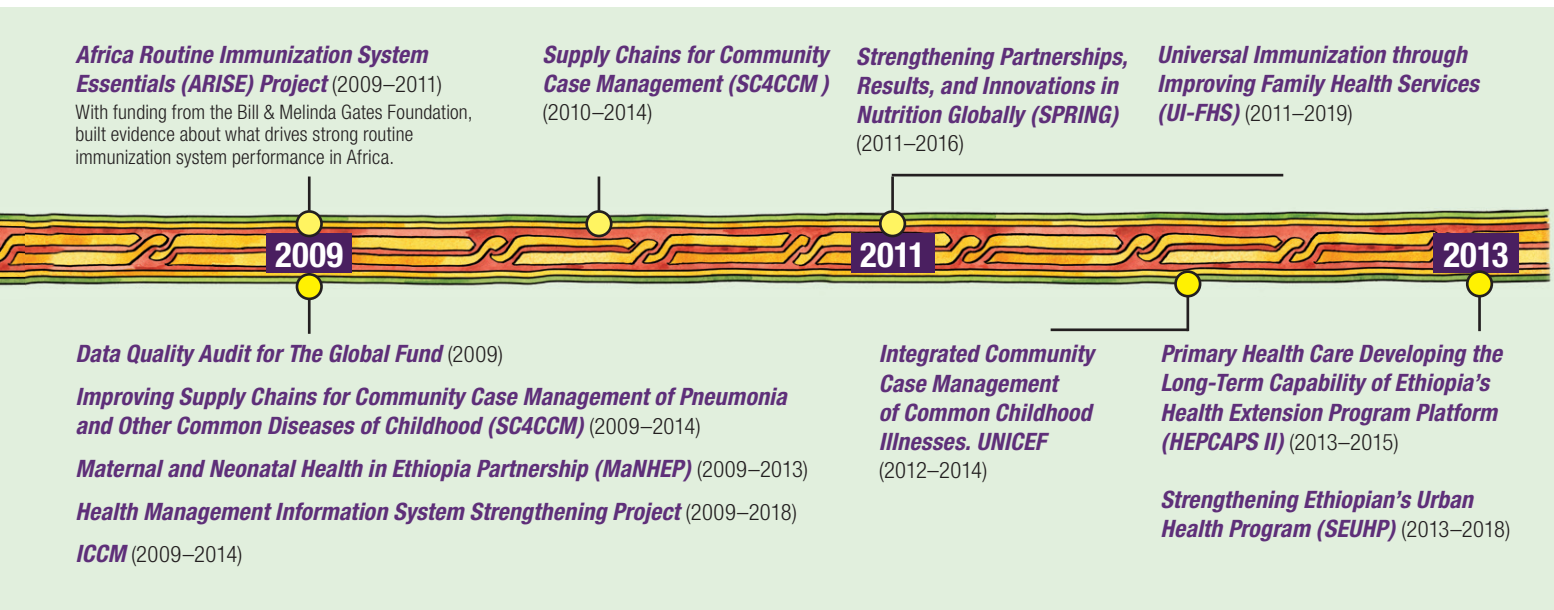 Africa Routine Immunization System
Essentials (ARISE) Project (2009–2011)
With funding from the Bill & Melinda Gates Foundation,
built evidence about what drives strong routine
immunization system performance in Africa.
Supply Chains for Community
Case Management (SC4CCM )
(2010–2014)
Strengthening Partnerships,
Results, and Innovations in
Nutrition Globally (SPRING)
(2011–2016)
Universal Immunization through
Improving Family Health Services
(UI-FHS) (2011–2019)
2009
2011
2013
Data Quality Audit for The Global Fund (2009)
Improving Supply Chains for Community Case Management of Pneumonia
and Other Common Diseases of Childhood (SC4CCM) (2009–2014)
Maternal and Neonatal Health in Ethiopia Partnership (MaNHEP) (2009–2013)
Health Management Information System Strengthening Project (2009–2018)
ICCM (2009–2014)
Integrated Community
Case Management
of Common Childhood
Illnesses. UNICEF
(2012–2014)
Primary Health Care Developing the
Long-Term Capability of Ethiopia's
Health Extension Program Platform
(HEPCAPS II) (2013–2015)
Strengthening Ethiopian's Urban
Health Program (SEUHP) (2013–2018)